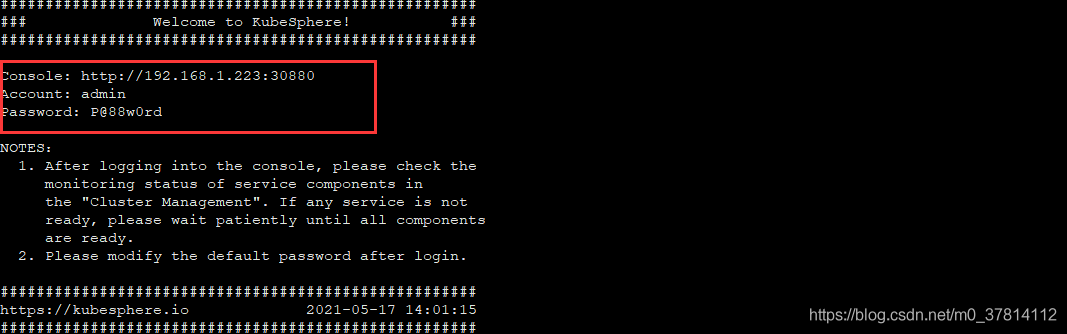 #####################################################
### Welcome to KubeSphere! ###
#####################################################
Console: http://192.168.1.223:30880
Account: admin
Password: P@88w0rd
NOTES:
1. After logging into the console, please check the
monitoring status of service components in
the "Cluster Management". If any service is not
ready, please wait patiently until all components
are ready.
2. Please modify the default password after login.
#####################################################
https://kubesphere.io 2021-05-17 14:01:15
#####################################################
https://blog.csdn.net/m0_37814112